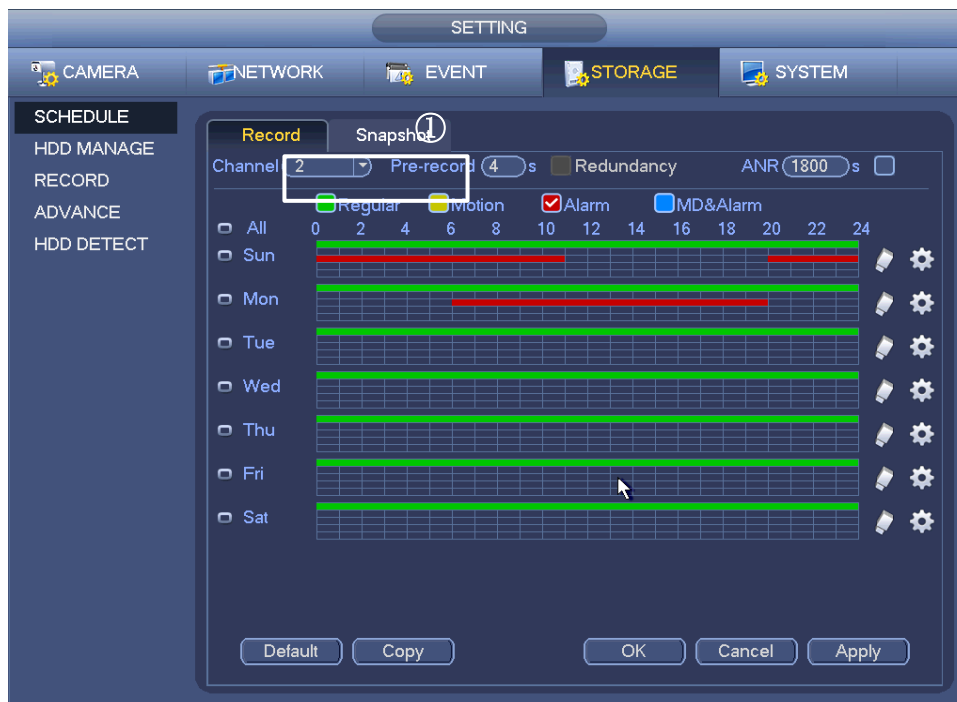 SETTING
CAMERA NETWORK EVENT STORAGE SYSTEM
SCHEDULE
HDD MANAGE
RECORD
ADVANCE
HDD DETECT
Record Snapshot ①
Channel 2 Pre-record 4 s Redundancy ANR 1800 s
Regular Motion Alarm MD&Alarm
All 0 2 4 6 8 10 12 14 16 18 20 22 24
Sun
Mon
Tue
Wed
Thu
Fri
Sat
Default Copy OK Cancel Apply